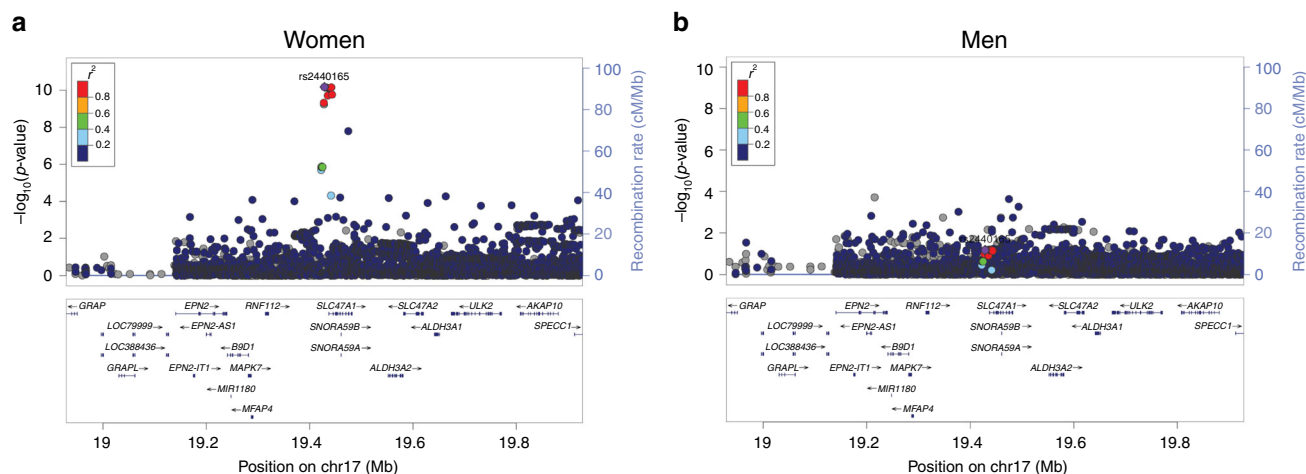 a
Women
−log10(p-value)
Recombination rate (cM/Mb)
10
8
6
4
2
0
100
80
60
40
20
0
r2
0.8
0.6
0.4
0.2
rs2440165
GRAP
EPN2
RNF112
SLC47A1
SLC47A2
ULK2
AKAP10
LOC79999
EPN2-AS1
SNORA59B
ALDH3A1
SPECC1
LOC388436
B9D1
SNORA59A
GRAPL
EPN2-IT1
MAPK7
ALDH3A2
MIR1180
MFAP4
19
19.2
19.4
19.6
19.8
Position on chr17 (Mb)
b
Men
−log10(p-value)
Recombination rate (cM/Mb)
10
8
6
4
2
0
100
80
60
40
20
0
r2
0.8
0.6
0.4
0.2
GRAP
EPN2
RNF112
SLC47A1
SLC47A2
ULK2
AKAP10
LOC79999
EPN2-AS1
SNORA59B
ALDH3A1
SPECC1
LOC388436
B9D1
SNORA59A
GRAPL
EPN2-IT1
MAPK7
ALDH3A2
MIR1180
MFAP4
19
19.2
19.4
19.6
19.8
Position on chr17 (Mb)